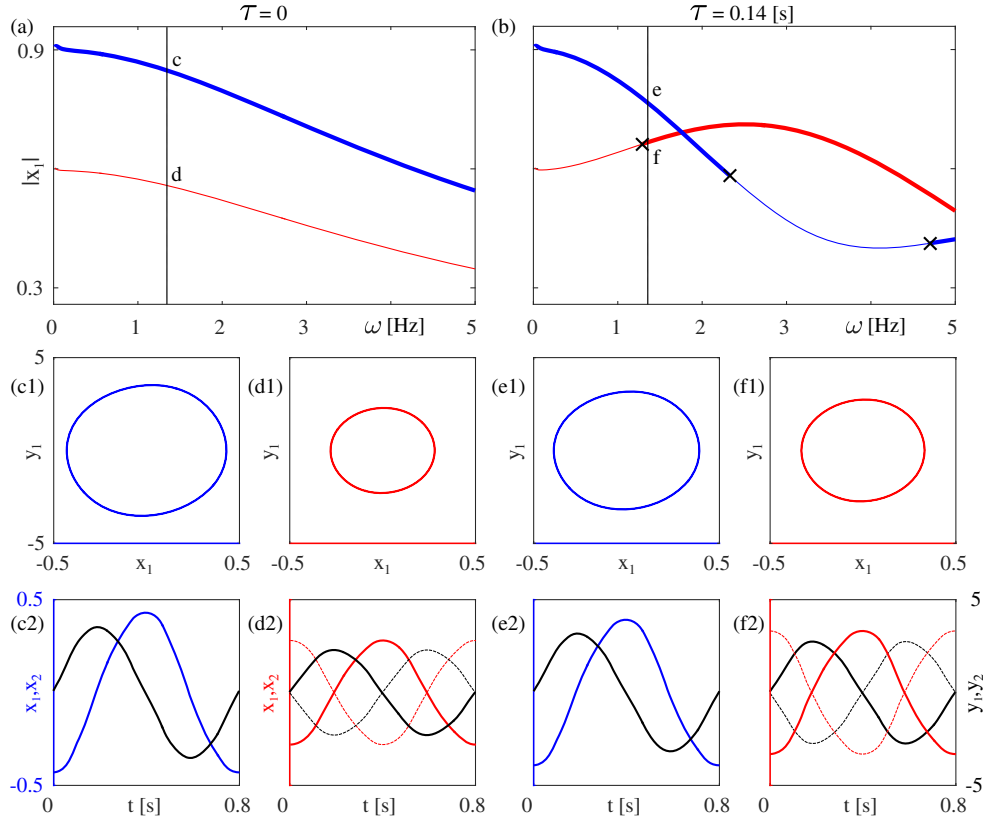 τ = 0
τ = 0.14 [s]
(a)
(b)
0.9
|x₁|
0.3
c
d
e
f
0 1 2 3 ω [Hz] 5
0 1 2 3 ω [Hz] 5
(c1)
(d1)
(e1)
(f1)
5
y₁
-5
-0.5 x₁ 0.5
y₁
x₁ 0.5
5
y₁
-5
-0.5 x₁ 0.5
y₁
x₁ 0.5
(c2)
(d2)
(e2)
(f2)
0.5
x₁,x₂
-0.5
0 t [s] 0.8
x₁,x₂
0 t [s] 0.8
0 t [s] 0.8
0 t [s] 0.8
5
y₁,y₂
-5